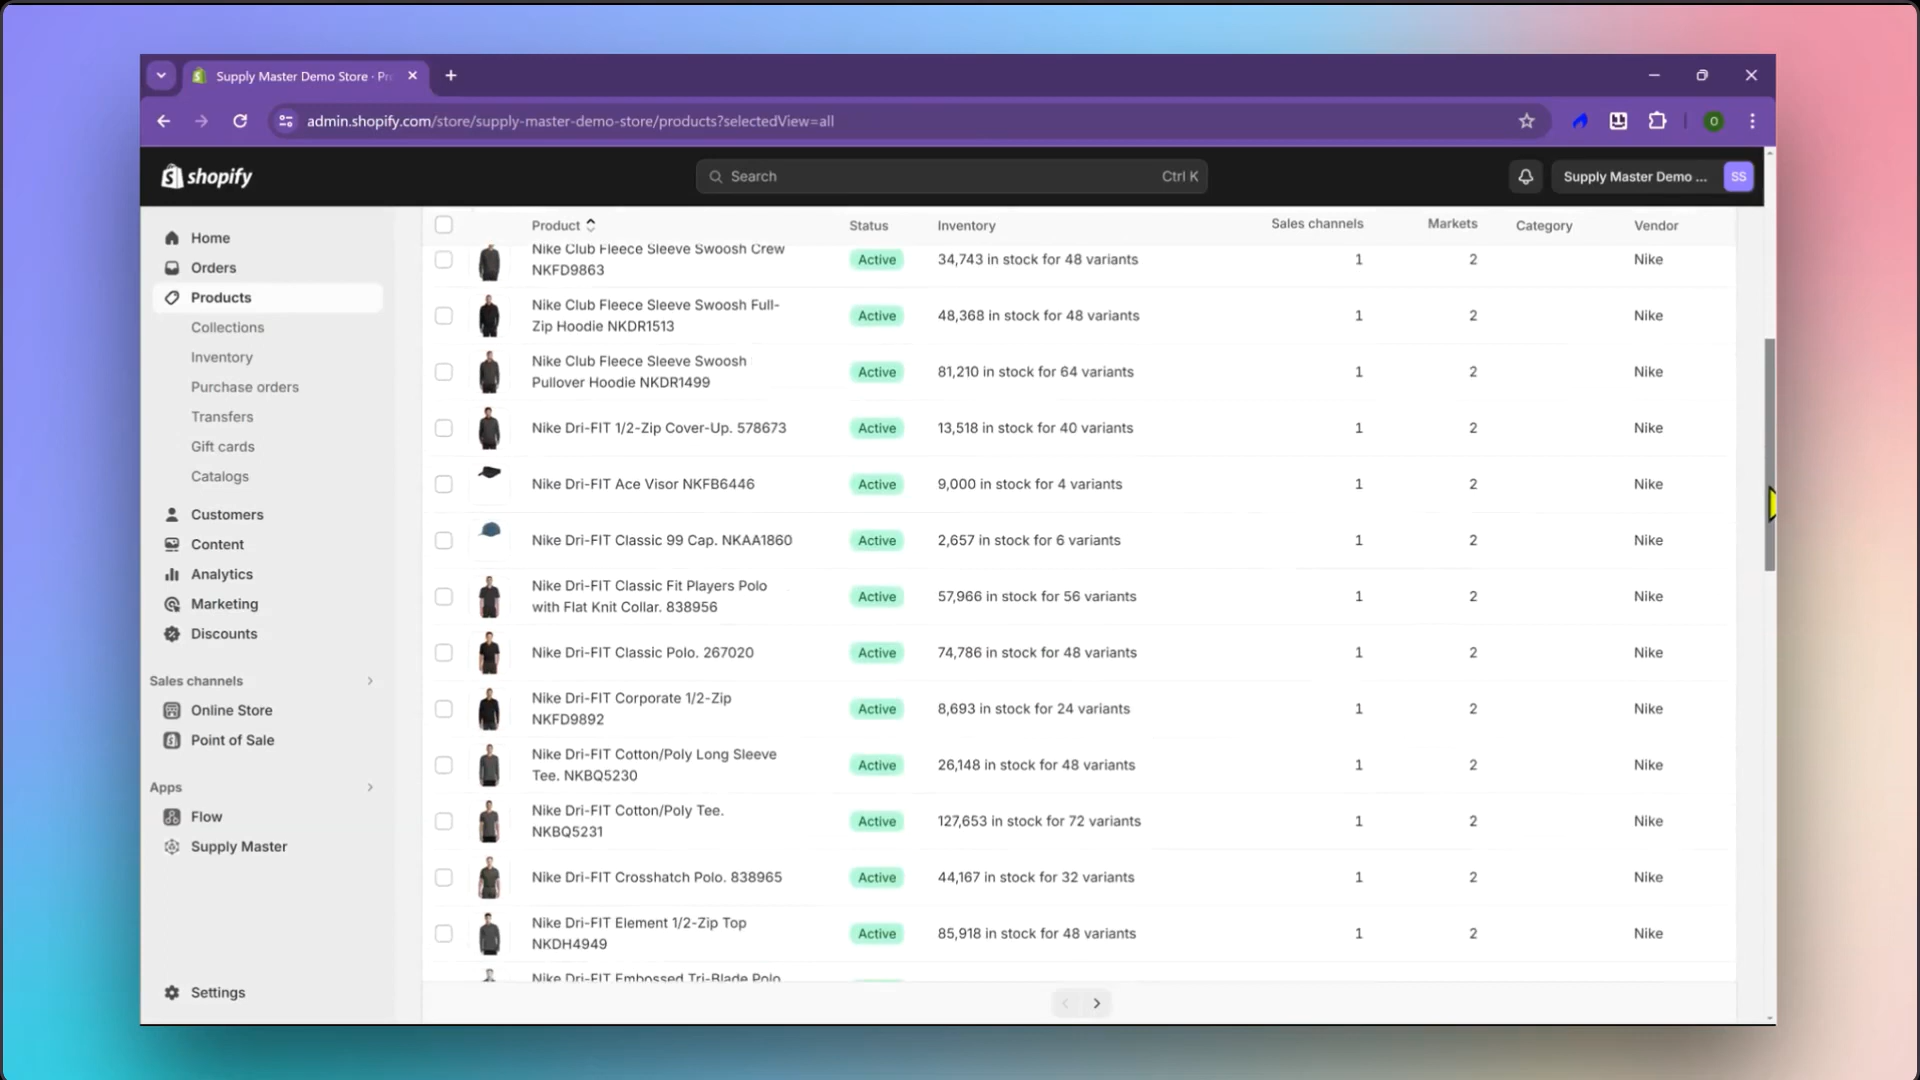 Supply Master Demo Store · Pr
admin.shopify.com/store/supply-master-demo-store/products?selectedView=all
shopify
Search
Ctrl K
Supply Master Demo ...
SS
O
Home
Orders
Products
Collections
Inventory
Purchase orders
Transfers
Gift cards
Catalogs
Customers
Content
Analytics
Marketing
Discounts
Sales channels
Online Store
Point of Sale
Apps
Flow
Supply Master
Settings
Product Status Inventory Sales channels Markets Category Vendor
Nike Club Fleece Sleeve Swoosh Crew
NKFD9863
Active 34,743 in stock for 48 variants 1 2 Nike
Nike Club Fleece Sleeve Swoosh Full-
Zip Hoodie NKDR1513
Active 48,368 in stock for 48 variants 1 2 Nike
Nike Club Fleece Sleeve Swoosh
Pullover Hoodie NKDR1499
Active 81,210 in stock for 64 variants 1 2 Nike
Nike Dri-FIT 1/2-Zip Cover-Up. 578673 Active 13,518 in stock for 40 variants 1 2 Nike
Nike Dri-FIT Ace Visor NKFB6446 Active 9,000 in stock for 4 variants 1 2 Nike
Nike Dri-FIT Classic 99 Cap. NKAA1860 Active 2,657 in stock for 6 variants 1 2 Nike
Nike Dri-FIT Classic Fit Players Polo
with Flat Knit Collar. 838956
Active 57,966 in stock for 56 variants 1 2 Nike
Nike Dri-FIT Classic Polo. 267020 Active 74,786 in stock for 48 variants 1 2 Nike
Nike Dri-FIT Corporate 1/2-Zip
NKFD9892
Active 8,693 in stock for 24 variants 1 2 Nike
Nike Dri-FIT Cotton/Poly Long Sleeve
Tee. NKBQ5230
Active 26,148 in stock for 48 variants 1 2 Nike
Nike Dri-FIT Cotton/Poly Tee.
NKBQ5231
Active 127,653 in stock for 72 variants 1 2 Nike
Nike Dri-FIT Crosshatch Polo. 838965 Active 44,167 in stock for 32 variants 1 2 Nike
Nike Dri-FIT Element 1/2-Zip Top
NKDH4949
Active 85,918 in stock for 48 variants 1 2 Nike
Nike Dri-FIT Embossed Tri-Blade Polo